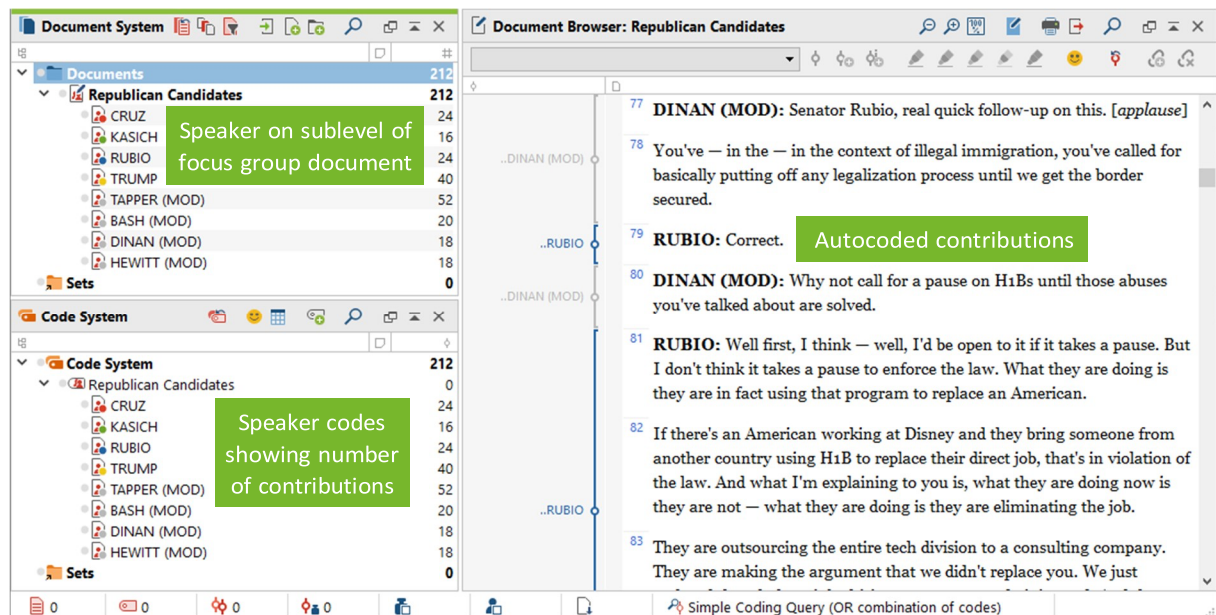 Document System
Documents 212
Republican Candidates 212
CRUZ 24
KASICH 16
RUBIO 24
TRUMP 40
TAPPER (MOD) 52
BASH (MOD) 20
DINAN (MOD) 18
HEWITT (MOD) 18
Sets 0
Speaker on sublevel of
focus group document
Code System
Code System 212
Republican Candidates 0
CRUZ 24
KASICH 16
RUBIO 24
TRUMP 40
TAPPER (MOD) 52
BASH (MOD) 20
DINAN (MOD) 18
HEWITT (MOD) 18
Sets 0
Speaker codes
showing number
of contributions
Document Browser: Republican Candidates
77 DINAN (MOD): Senator Rubio, real quick follow-up on this. [applause]
..DINAN (MOD)
78 You've — in the — in the context of illegal immigration, you've called for
basically putting off any legalization process until we get the border
secured.
..RUBIO
79 RUBIO: Correct.
Autocoded contributions
..DINAN (MOD)
80 DINAN (MOD): Why not call for a pause on H1Bs until those abuses
you've talked about are solved.
81 RUBIO: Well first, I think — well, I'd be open to it if it takes a pause. But
I don't think it takes a pause to enforce the law. What they are doing is
they are in fact using that program to replace an American.
82 If there's an American working at Disney and they bring someone from
another country using H1B to replace their direct job, that's in violation of
the law. And what I'm explaining to you is, what they are doing now is
they are not — what they are doing is they are eliminating the job.
..RUBIO
83 They are outsourcing the entire tech division to a consulting company.
They are making the argument that we didn't replace you. We just
0 0 0 0
Simple Coding Query (OR combination of codes)